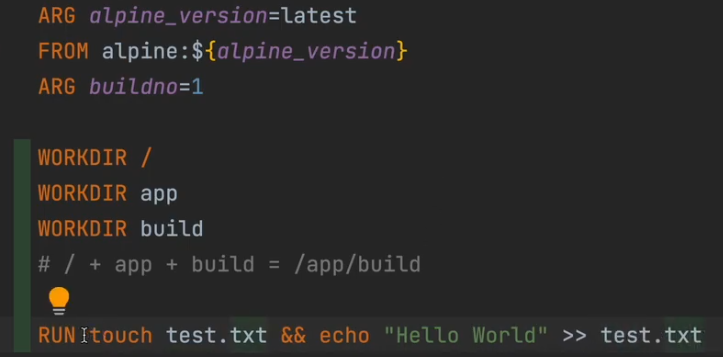 ARG alpine_version=latest
FROM alpine:${alpine_version}
ARG buildno=1
WORKDIR /
WORKDIR app
WORKDIR build
# / + app + build = /app/build
RUN touch test.txt && echo "Hello World" >> test.txt